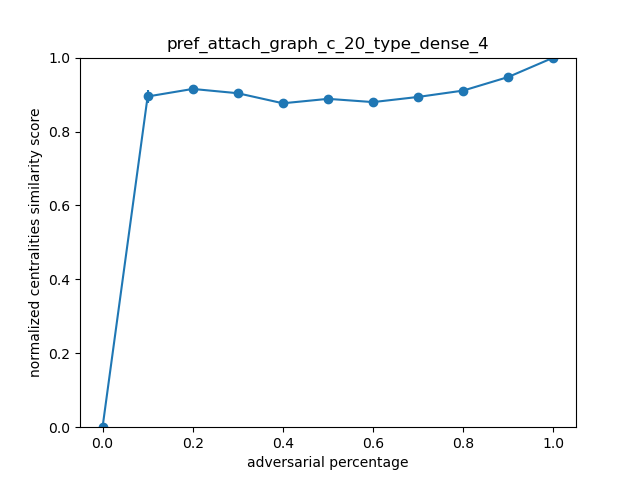 pref_attach_graph_c_20_type_dense_4
1.0
0.8
0.6
0.4
0.2
0.0
normalized centralities similarity score
0.0 0.2 0.4 0.6 0.8 1.0
adversarial percentage